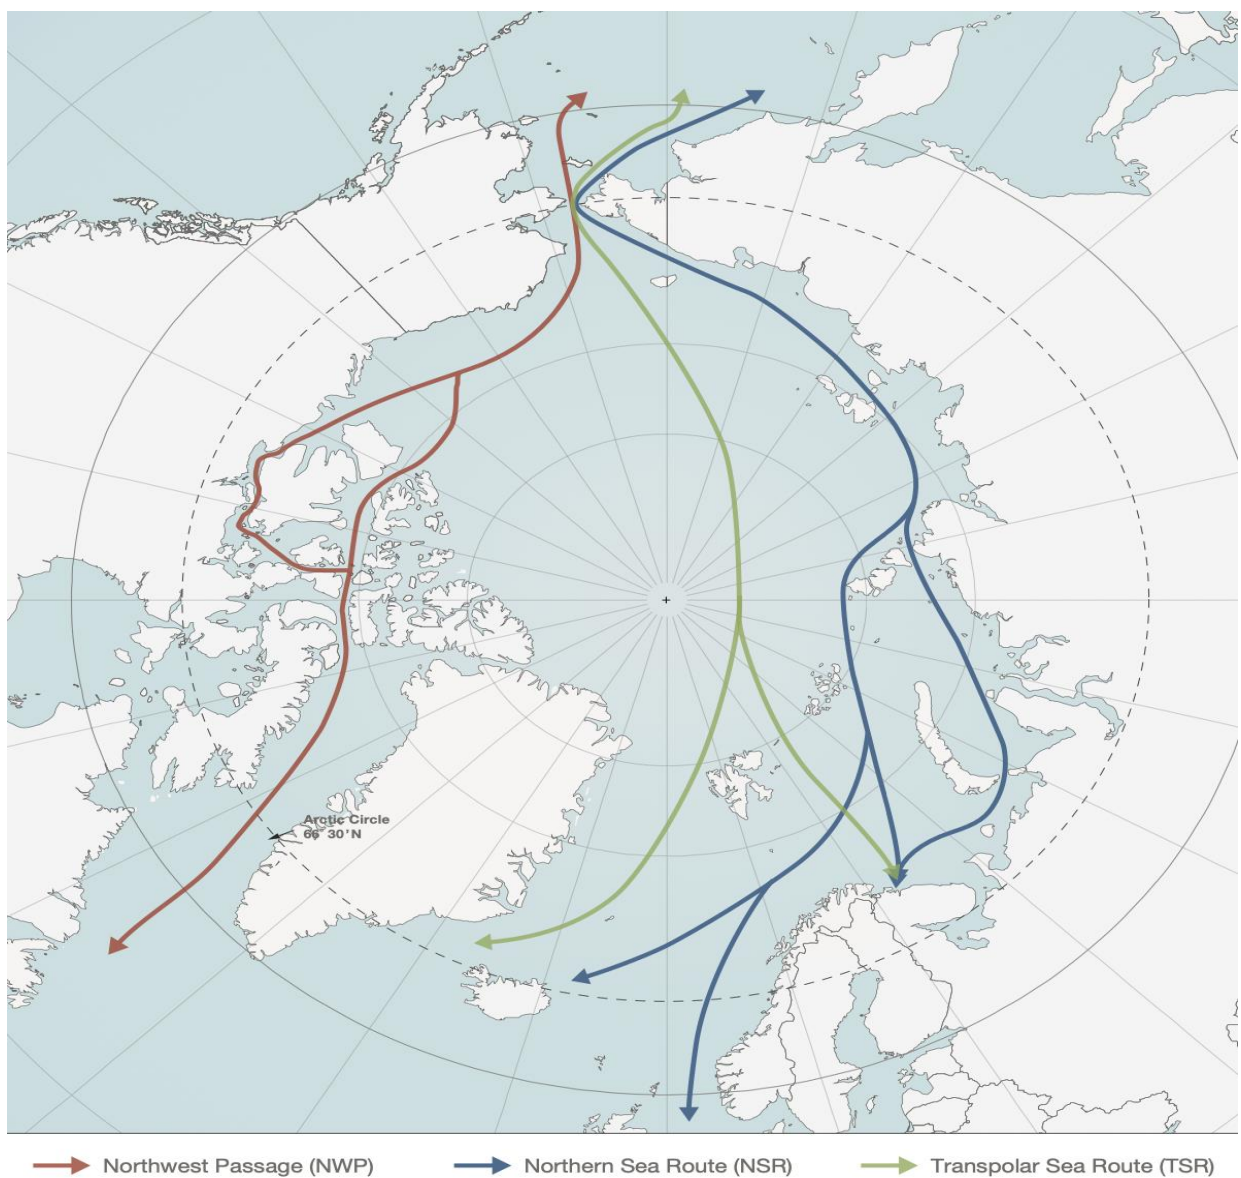 Arctic Circle
66° 30'N
Northwest Passage (NWP)
Northern Sea Route (NSR)
Transpolar Sea Route (TSR)